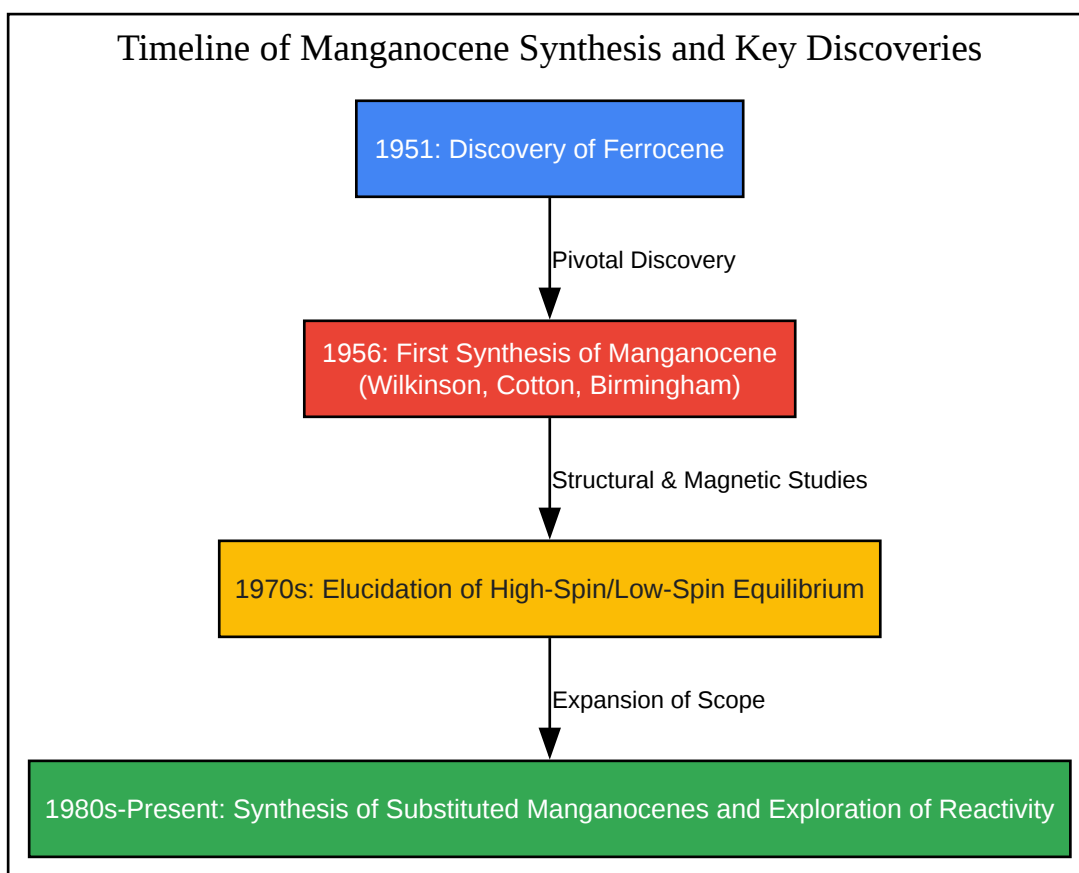 Timeline of Manganocene Synthesis and Key Discoveries
1951: Discovery of Ferrocene
Pivotal Discovery
1956: First Synthesis of Manganocene
(Wilkinson, Cotton, Birmingham)
Structural & Magnetic Studies
1970s: Elucidation of High-Spin/Low-Spin Equilibrium
Expansion of Scope
1980s-Present: Synthesis of Substituted Manganocenes and Exploration of Reactivity